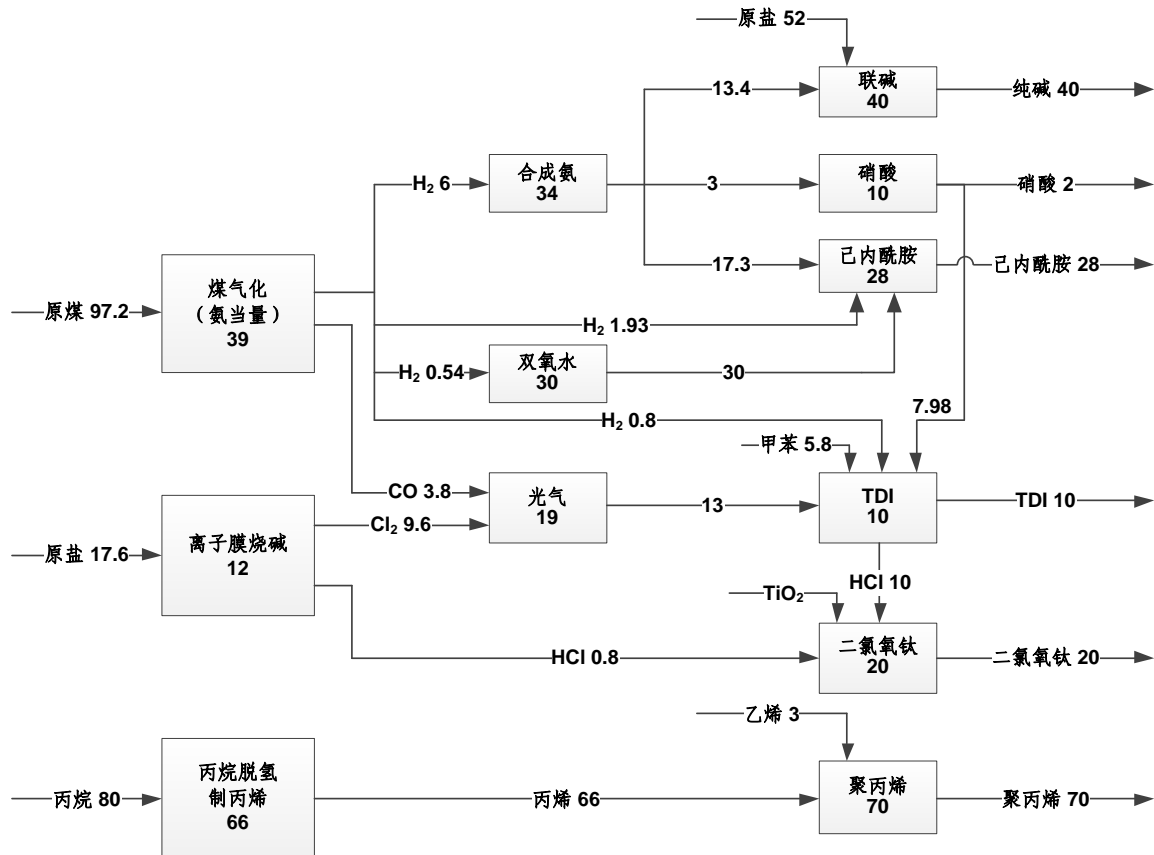 原盐 52
联碱
40
13.4
纯碱 40
H₂ 6
合成氨
34
3
硝酸
10
硝酸 2
17.3
己内酰胺
28
己内酰胺 28
原煤 97.2
煤气化
（氨当量）
39
H₂ 1.93
H₂ 0.54
双氧水
30
30
H₂ 0.8
7.98
甲苯 5.8
CO 3.8
光气
19
13
TDI
10
TDI 10
Cl₂ 9.6
原盐 17.6
离子膜烧碱
12
HCl 10
TiO₂
HCl 0.8
二氯氧钛
20
二氯氧钛 20
乙烯 3
丙烷 80
丙烷脱氢
制丙烯
66
丙烯 66
聚丙烯
70
聚丙烯 70